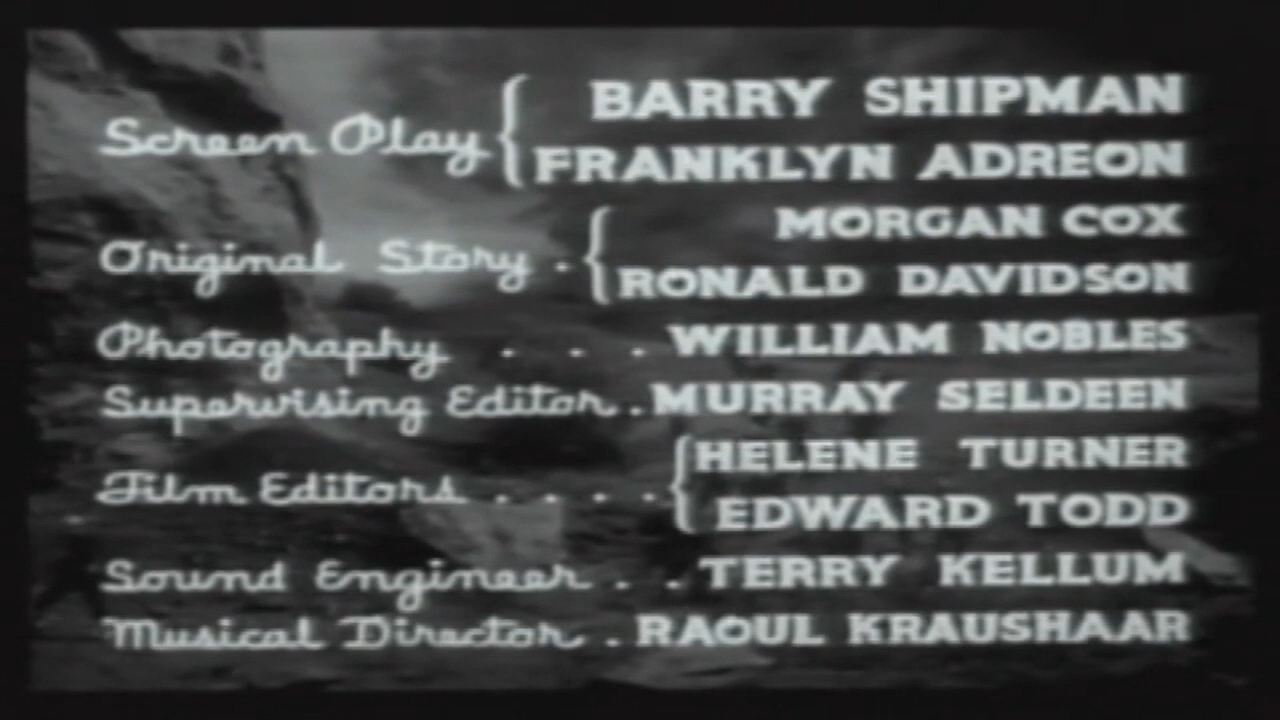 Screen Play { BARRY SHIPMAN
FRANKLYN ADREON
Original Story . { MORGAN COX
RONALD DAVIDSON
Photography . . . WILLIAM NOBLES
Supervising Editor . MURRAY SELDEEN
Film Editors . . . . { HELENE TURNER
EDWARD TODD
Sound Engineer . . TERRY KELLUM
Musical Director . RAOUL KRAUSHAAR